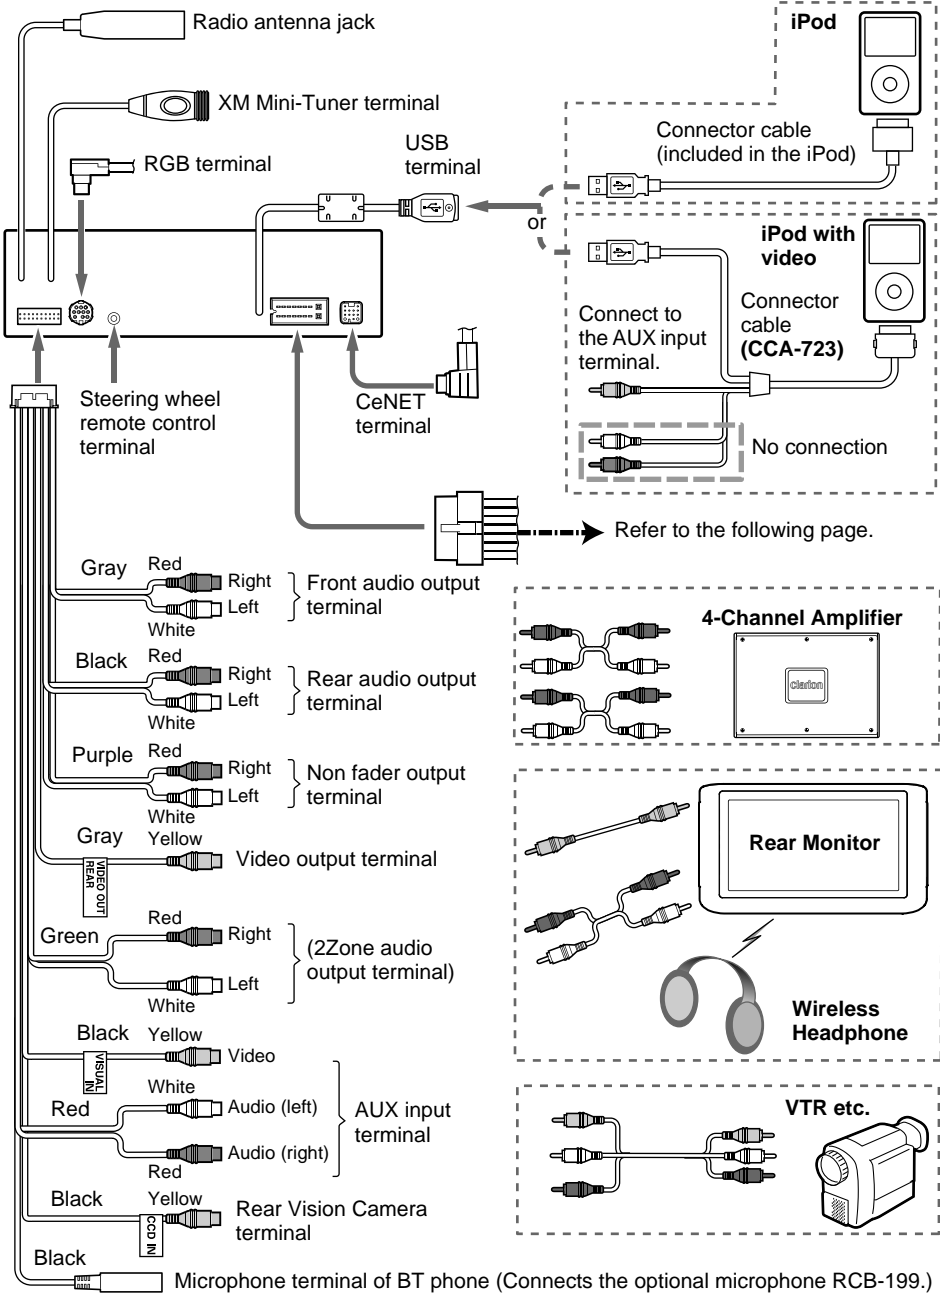 Radio antenna jack
iPod
XM Mini-Tuner terminal
Connector cable
(included in the iPod)
USB
terminal
RGB terminal
or
iPod with
video
Connector
cable
(CCA-723)
Connect to
the AUX input
terminal.
Steering wheel
remote control
terminal
CeNET
terminal
No connection
Refer to the following page.
Gray
Red
Right
Left
White
Front audio output
terminal
4-Channel Amplifier
clarion
Black
Red
Right
Left
White
Rear audio output
terminal
Purple
Red
Right
Left
White
Non fader output
terminal
Gray
Yellow
VIDEO OUT
REAR
Video output terminal
Rear Monitor
Green
Red
Right
Left
White
(2Zone audio
output terminal)
Wireless
Headphone
Black
Yellow
VISUAL
IN
Video
White
Red
Audio (left)
Audio (right)
Red
AUX input
terminal
VTR etc.
Black
Yellow
CCD IN
Rear Vision Camera
terminal
Black
Microphone terminal of BT phone (Connects the optional microphone RCB-199.)